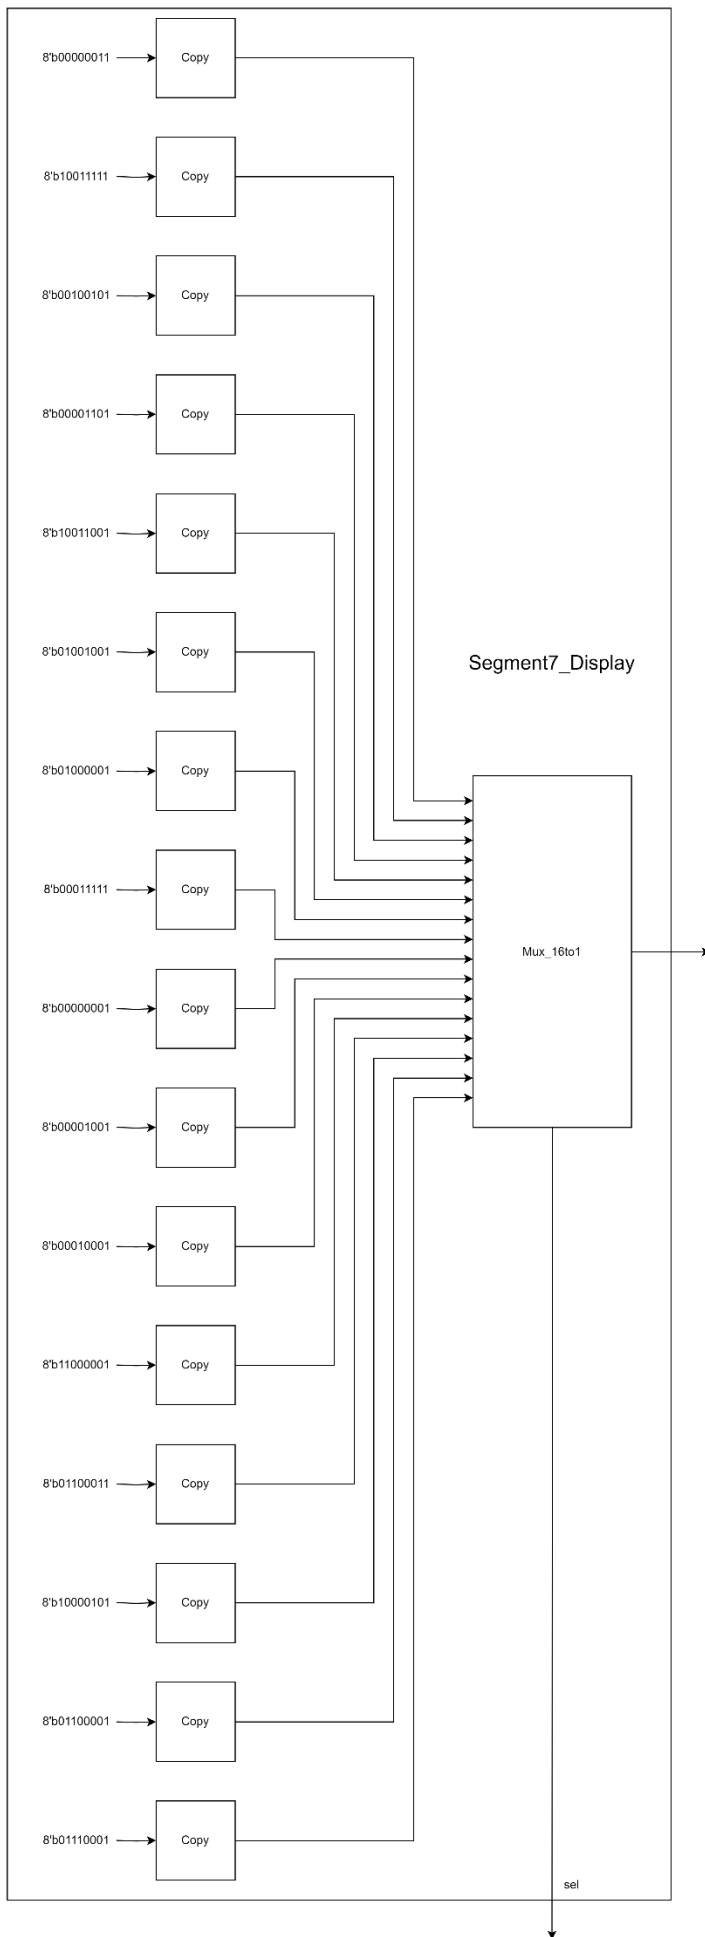 8'b00000011 Copy
8'b10011111 Copy
8'b00100101 Copy
8'b00001101 Copy
8'b10011001 Copy
8'b01001001 Copy
Segment7_Display
8'b01000001 Copy
8'b00011111 Copy
Mux_16to1
8'b00000001 Copy
8'b00001001 Copy
8'b00010001 Copy
8'b11000001 Copy
8'b01100011 Copy
8'b10000101 Copy
8'b01100001 Copy
8'b01110001 Copy
sel